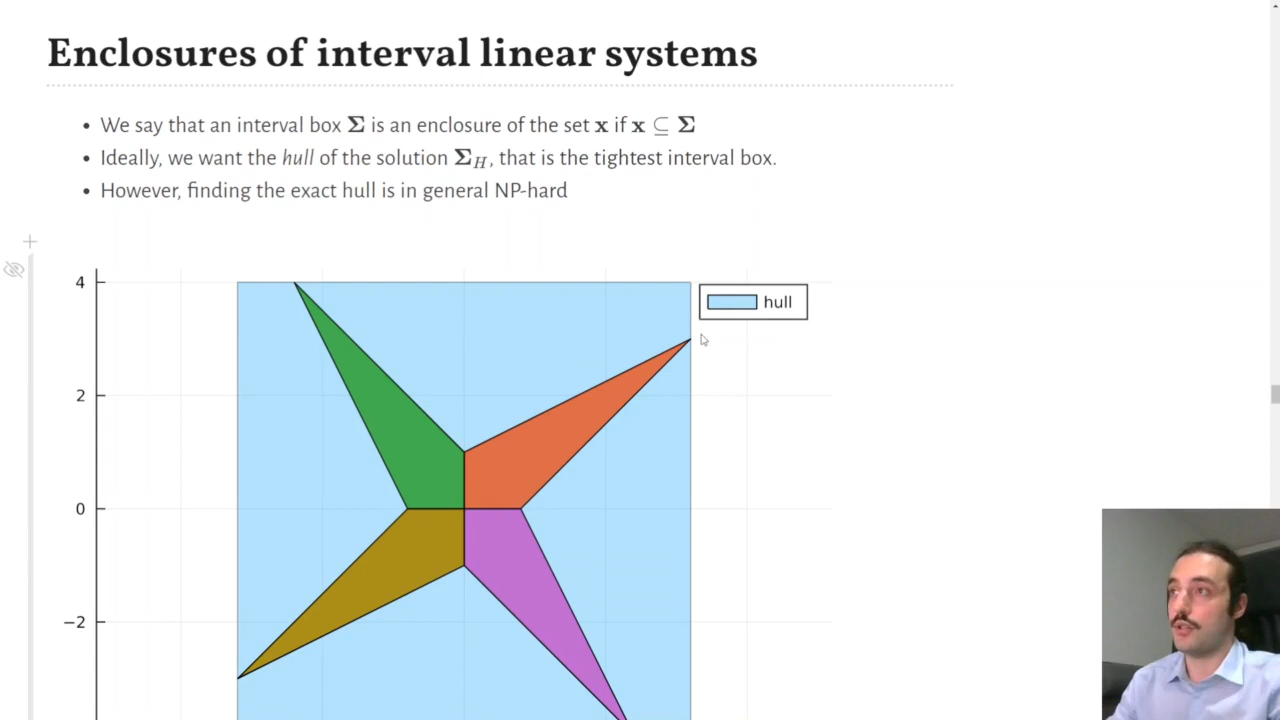 Enclosures of interval linear systems
• We say that an interval box Σ is an enclosure of the set x if x ⊆ Σ
• Ideally, we want the hull of the solution Σ_H, that is the tightest interval box.
• However, finding the exact hull is in general NP-hard
4
hull
2
0
−2